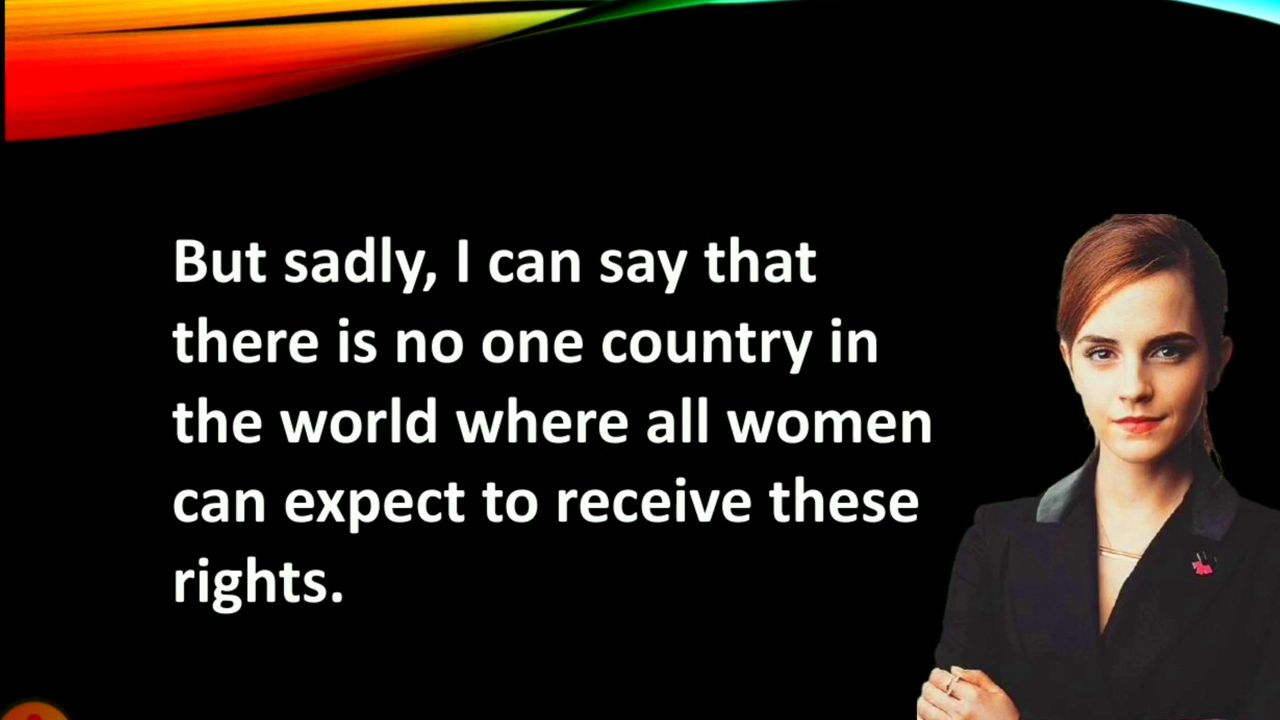 But sadly, I can say that
there is no one country in
the world where all women
can expect to receive these
rights.